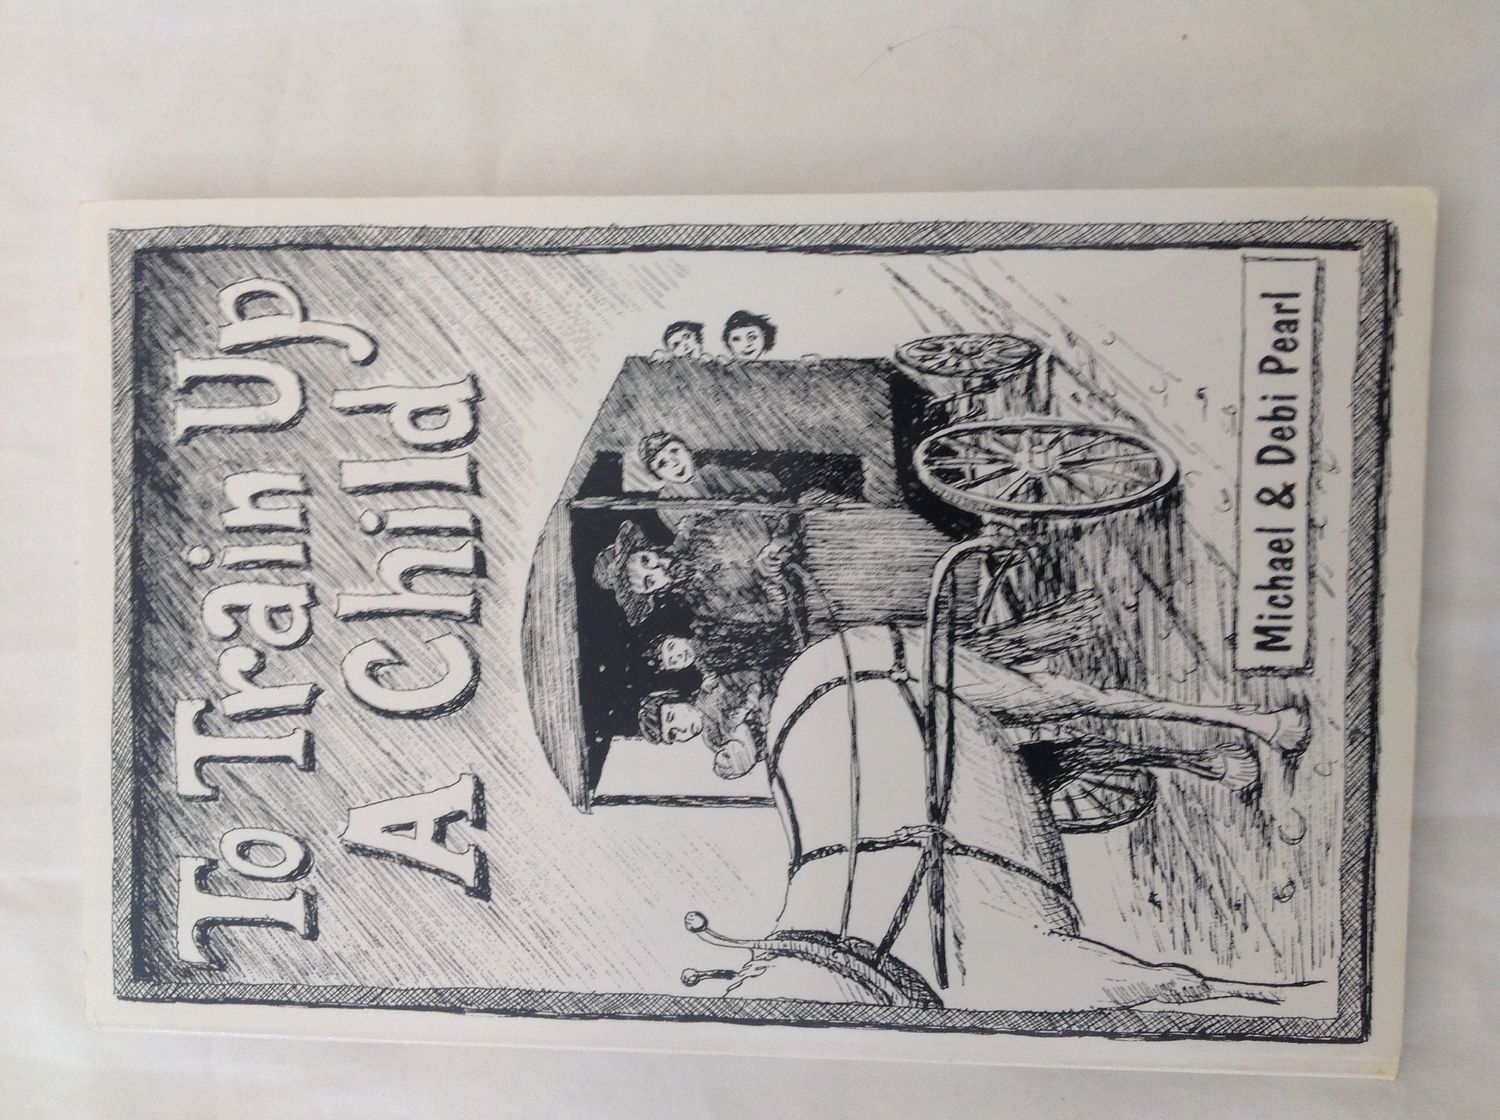 To Train Up
A Child
Michael & Debi Pearl